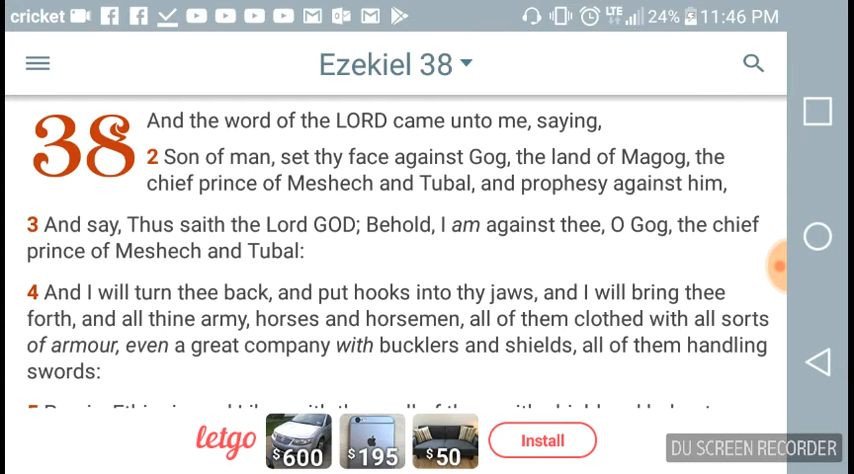 cricket 24% 11:46 PM
LTE
Ezekiel 38
38 And the word of the LORD came unto me, saying,
2 Son of man, set thy face against Gog, the land of Magog, the
chief prince of Meshech and Tubal, and prophesy against him,
3 And say, Thus saith the Lord GOD; Behold, I am against thee, O Gog, the chief
prince of Meshech and Tubal:
4 And I will turn thee back, and put hooks into thy jaws, and I will bring thee
forth, and all thine army, horses and horsemen, all of them clothed with all sorts
of armour, even a great company with bucklers and shields, all of them handling
swords:
letgo $600 $195 $50 Install
DU SCREEN RECORDER